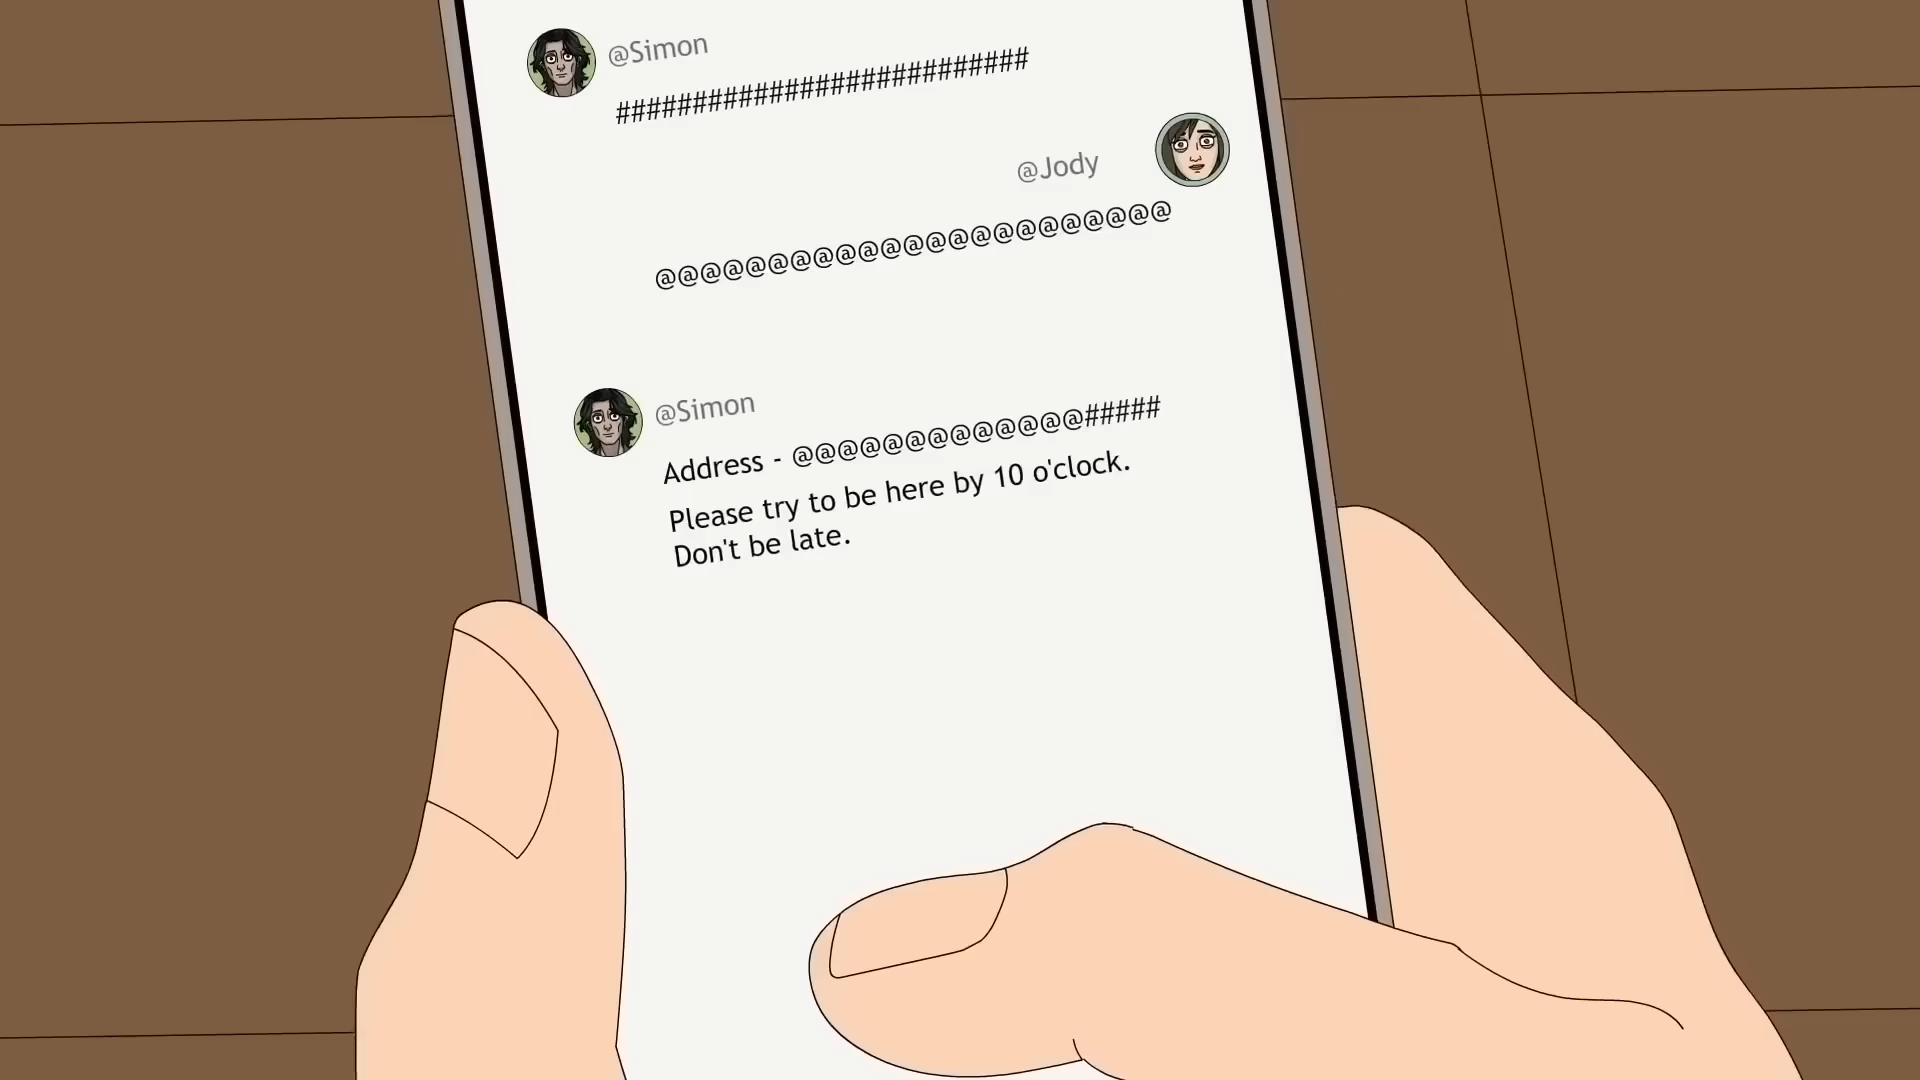 @Simon
###########################
@Jody
@@@@@@@@@@@@@@@@@@@@@@@
@Simon
Address - @@@@@@@@@@@@@#####
Please try to be here by 10 o'clock.
Don't be late.